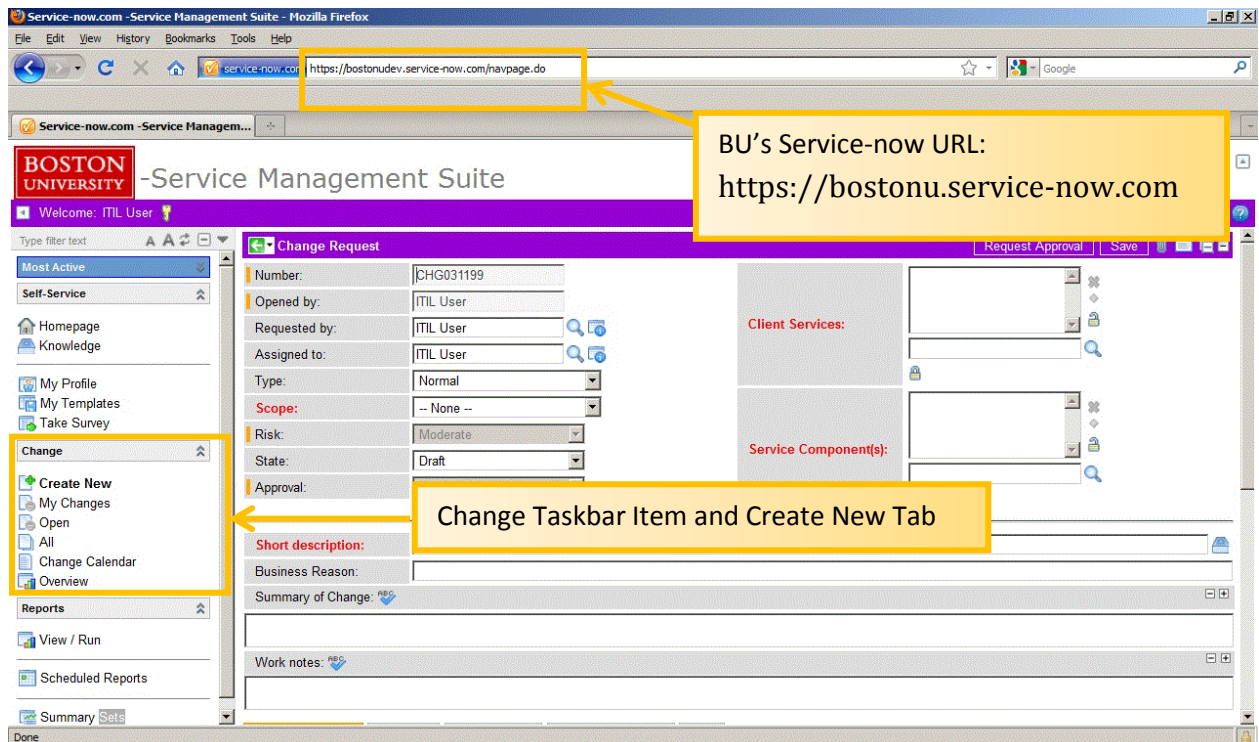 Service-now.com -Service Management Suite - Mozilla Firefox
File Edit View History Bookmarks Tools Help
service-now.com https://bostonudev.service-now.com/navpage.do Google
Service-now.com -Service Managem...
BU's Service-now URL:
https://bostonu.service-now.com
BOSTON
UNIVERSITY
-Service Management Suite
Welcome: ITIL User
Type filter text A A
Most Active
Self-Service
Homepage
Knowledge
My Profile
My Templates
Take Survey
Change
Create New
My Changes
Open
All
Change Calendar
Overview
Reports
View / Run
Scheduled Reports
Summary Sets
Change Request Request Approval Save
Number: CHG031199
Opened by: ITIL User
Requested by: ITIL User
Assigned to: ITIL User
Type: Normal
Scope: -- None --
Risk: Moderate
State: Draft
Approval:
Client Services:
Service Component(s):
Change Taskbar Item and Create New Tab
Short description:
Business Reason:
Summary of Change: ABC
Work notes: ABC
Done